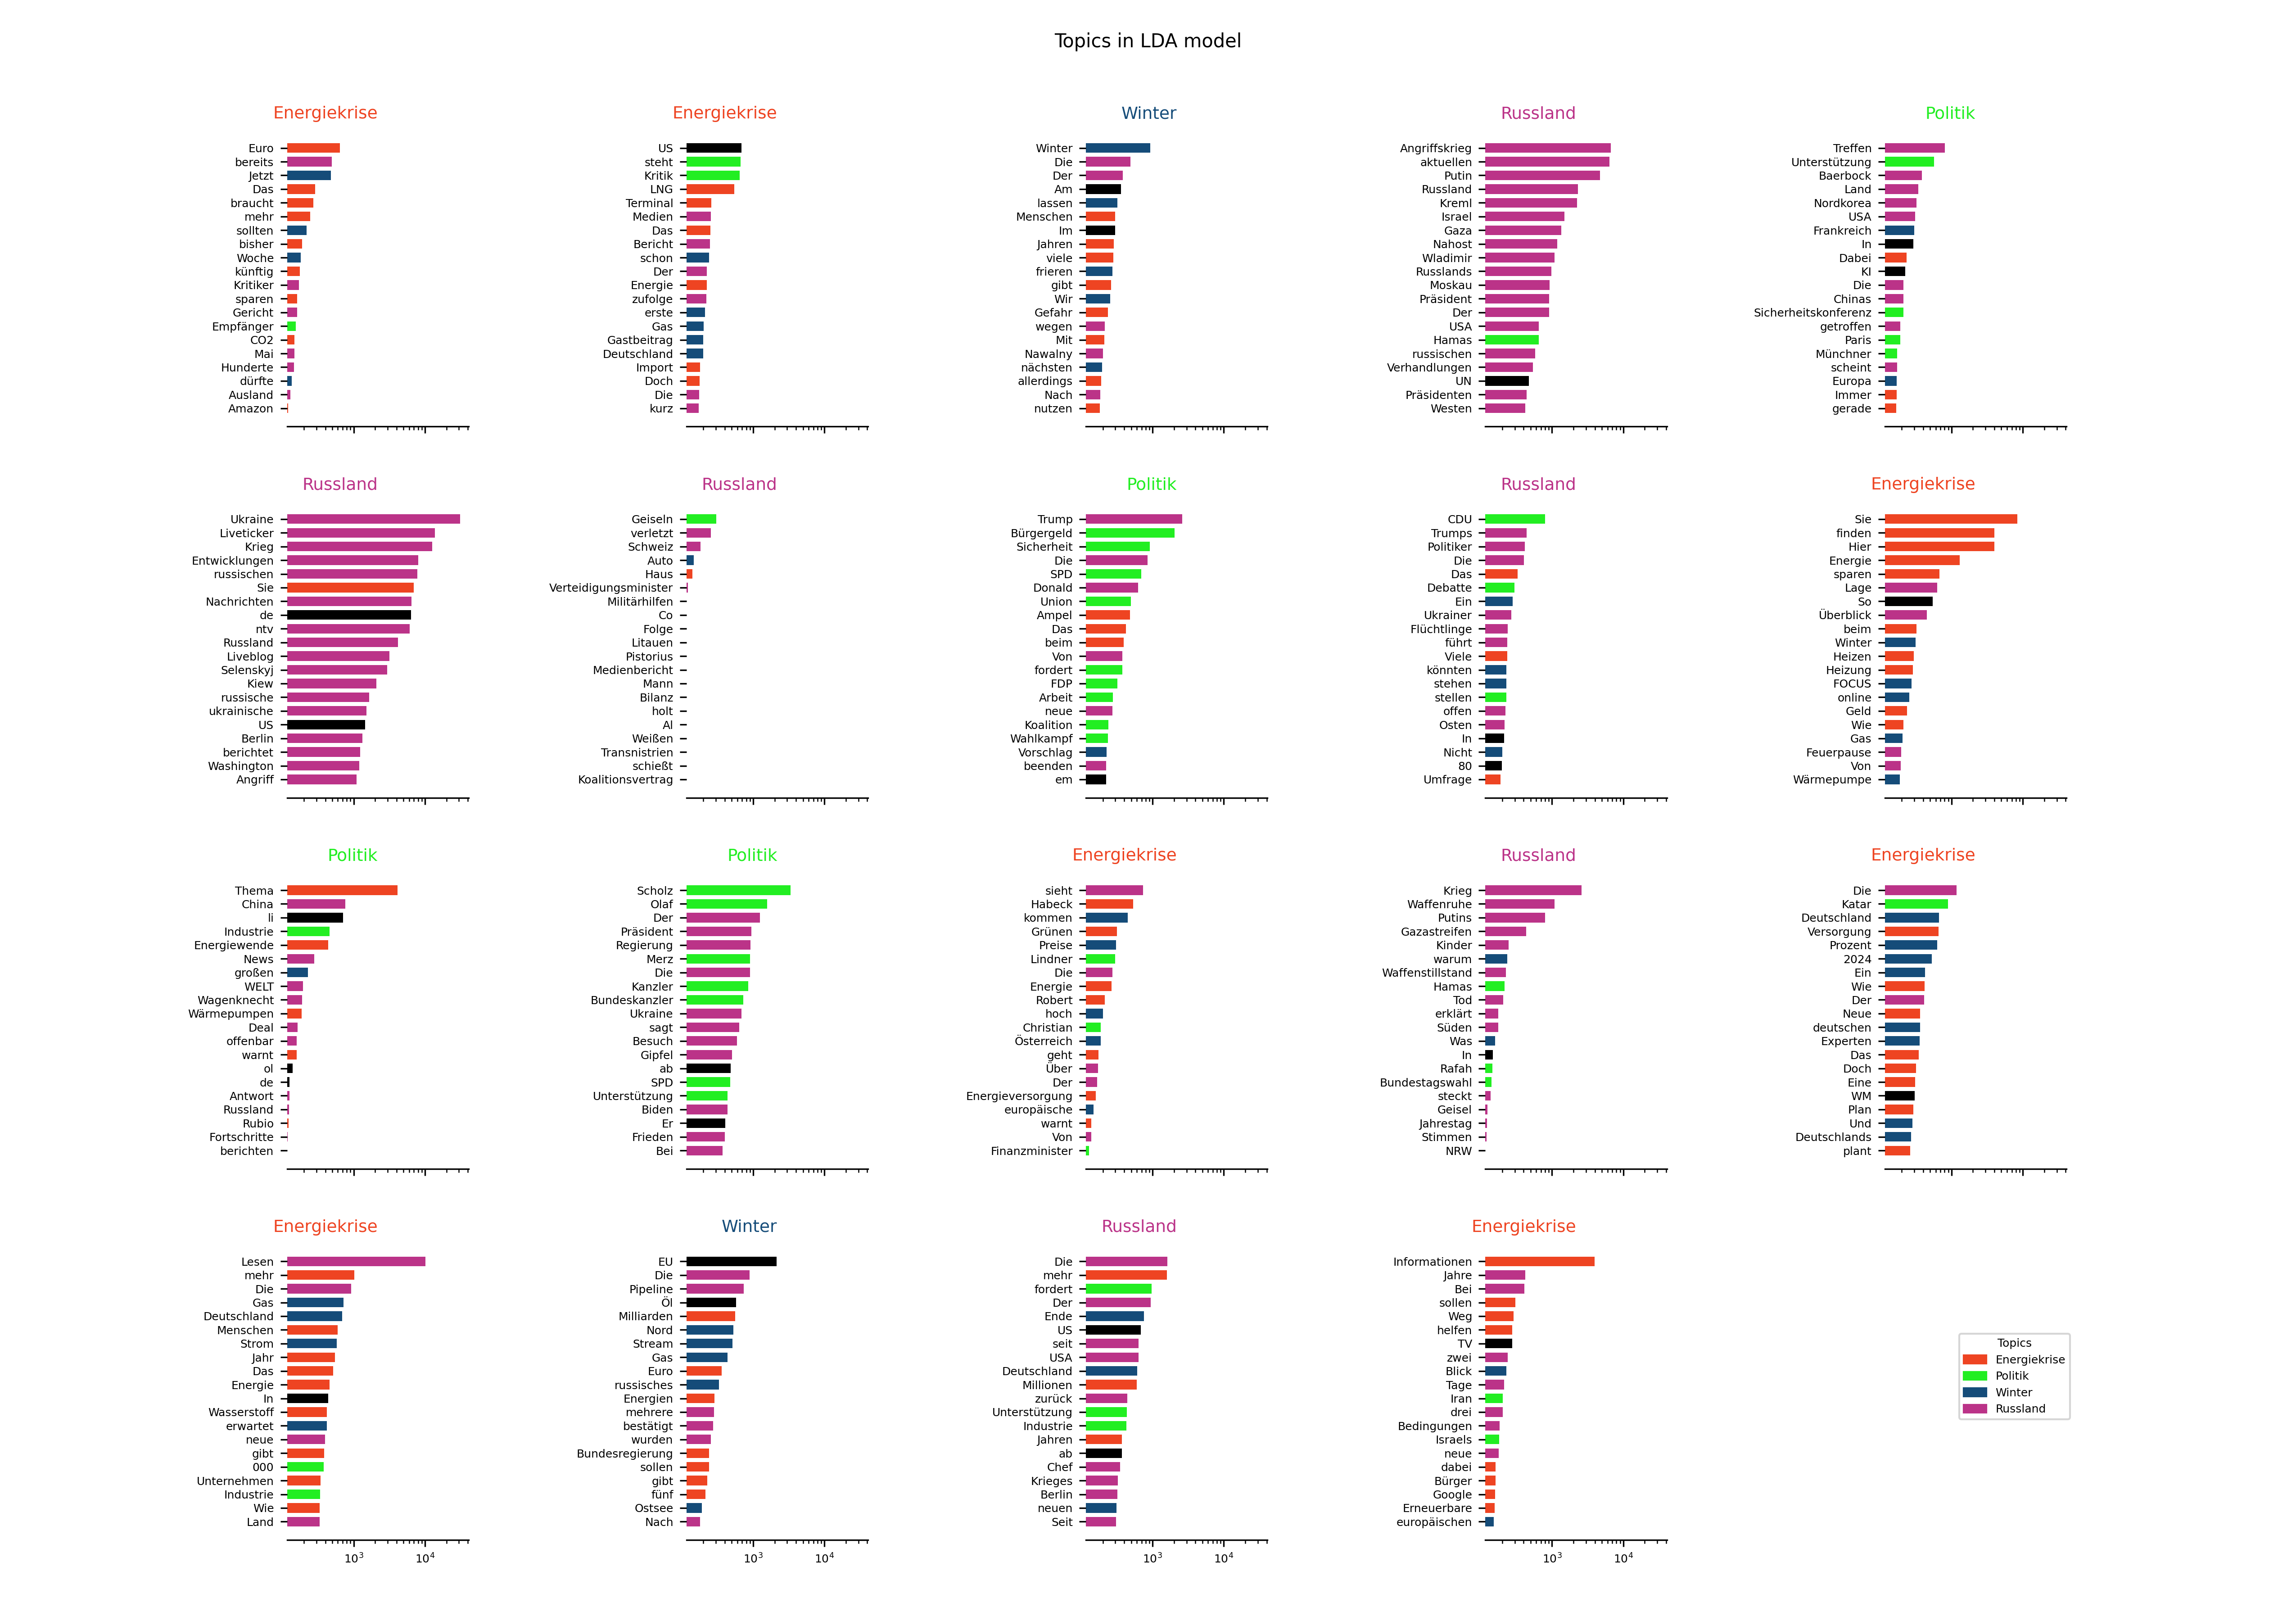 Topics in LDA model
Energiekrise
Euro
bereits
Jetzt
Das
braucht
mehr
sollten
bisher
Woche
künftig
Kritiker
sparen
Gericht
Empfänger
CO2
Mai
Hunderte
dürfte
Ausland
Amazon
Energiekrise
US
steht
Kritik
LNG
Terminal
Medien
Das
Bericht
schon
Der
Energie
zufolge
erste
Gas
Gastbeitrag
Deutschland
Import
Doch
Die
kurz
Winter
Winter
Die
Der
Am
lassen
Menschen
Im
Jahren
viele
frieren
gibt
Wir
Gefahr
wegen
Mit
Nawalny
nächsten
allerdings
Nach
nutzen
Russland
Angriffskrieg
aktuellen
Putin
Russland
Kreml
Israel
Gaza
Nahost
Wladimir
Russlands
Moskau
Präsident
Der
USA
Hamas
russischen
Verhandlungen
UN
Präsidenten
Westen
Politik
Treffen
Unterstützung
Baerbock
Land
Nordkorea
USA
Frankreich
In
Dabei
KI
Die
Chinas
Sicherheitskonferenz
getroffen
Paris
Münchner
scheint
Europa
Immer
gerade
Russland
Ukraine
Liveticker
Krieg
Entwicklungen
russischen
Sie
Nachrichten
de
ntv
Russland
Liveblog
Selenskyj
Kiew
russische
ukrainische
US
Berlin
berichtet
Washington
Angriff
Russland
Geiseln
verletzt
Schweiz
Auto
Haus
Verteidigungsminister
Militärhilfen
Co
Folge
Litauen
Pistorius
Medienbericht
Mann
Bilanz
holt
Al
Weißen
Transnistrien
schießt
Koalitionsvertrag
Politik
Trump
Bürgergeld
Sicherheit
Die
SPD
Donald
Union
Ampel
Das
beim
Von
fordert
FDP
Arbeit
neue
Koalition
Wahlkampf
Vorschlag
beenden
em
Russland
CDU
Trumps
Politiker
Die
Das
Debatte
Ein
Ukrainer
Flüchtlinge
führt
Viele
könnten
stehen
stellen
offen
Osten
In
Nicht
80
Umfrage
Energiekrise
Sie
finden
Hier
Energie
sparen
Lage
So
Überblick
beim
Winter
Heizen
Heizung
FOCUS
online
Geld
Wie
Gas
Feuerpause
Von
Wärmepumpe
Politik
Thema
China
li
Industrie
Energiewende
News
großen
WELT
Wagenknecht
Wärmepumpen
Deal
offenbar
warnt
ol
de
Antwort
Russland
Rubio
Fortschritte
berichten
Politik
Scholz
Olaf
Der
Präsident
Regierung
Merz
Die
Kanzler
Bundeskanzler
Ukraine
sagt
Besuch
Gipfel
ab
SPD
Unterstützung
Biden
Er
Frieden
Bei
Energiekrise
sieht
Habeck
kommen
Grünen
Preise
Lindner
Die
Energie
Robert
hoch
Christian
Österreich
geht
Über
Der
Energieversorgung
europäische
warnt
Von
Finanzminister
Russland
Krieg
Waffenruhe
Putins
Gazastreifen
Kinder
warum
Waffenstillstand
Hamas
Tod
erklärt
Süden
Was
In
Rafah
Bundestagswahl
steckt
Geisel
Jahrestag
Stimmen
NRW
Energiekrise
Die
Katar
Deutschland
Versorgung
Prozent
2024
Ein
Wie
Der
Neue
deutschen
Experten
Das
Doch
Eine
WM
Plan
Und
Deutschlands
plant
Energiekrise
Lesen
mehr
Die
Gas
Deutschland
Menschen
Strom
Jahr
Das
Energie
In
Wasserstoff
erwartet
neue
gibt
000
Unternehmen
Industrie
Wie
Land
10³ 10⁴
Winter
EU
Die
Pipeline
Öl
Milliarden
Nord
Stream
Gas
Euro
russisches
Energien
mehrere
bestätigt
wurden
Bundesregierung
sollen
gibt
fünf
Ostsee
Nach
10³ 10⁴
Russland
Die
mehr
fordert
Der
Ende
US
seit
USA
Deutschland
Millionen
zurück
Unterstützung
Industrie
Jahren
ab
Chef
Krieges
Berlin
neuen
Seit
10³ 10⁴
Energiekrise
Informationen
Jahre
Bei
sollen
Weg
helfen
TV
zwei
Blick
Tage
Iran
drei
Bedingungen
Israels
neue
dabei
Bürger
Google
Erneuerbare
europäischen
10³ 10⁴
Topics
Energiekrise
Politik
Winter
Russland